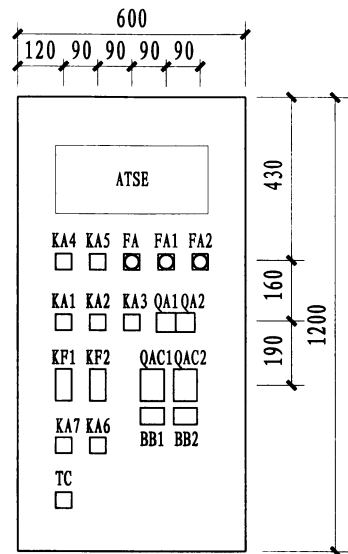 600
120 90 90 90 90
ATSE
430
KA4 KA5 FA FA1 FA2
160
KA1 KA2 KA3 QA1 QA2
1200
190
KF1 KF2 QAC1 QAC2
KA7 KA6 BB1 BB2
TC